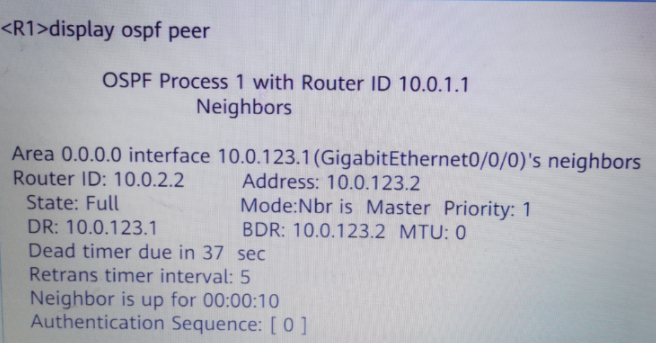 <R1>display ospf peer
OSPF Process 1 with Router ID 10.0.1.1
Neighbors
Area 0.0.0.0 interface 10.0.123.1(GigabitEthernet0/0/0)'s neighbors
Router ID: 10.0.2.2 Address: 10.0.123.2
State: Full Mode:Nbr is Master Priority: 1
DR: 10.0.123.1 BDR: 10.0.123.2 MTU: 0
Dead timer due in 37 sec
Retrans timer interval: 5
Neighbor is up for 00:00:10
Authentication Sequence: [ 0 ]